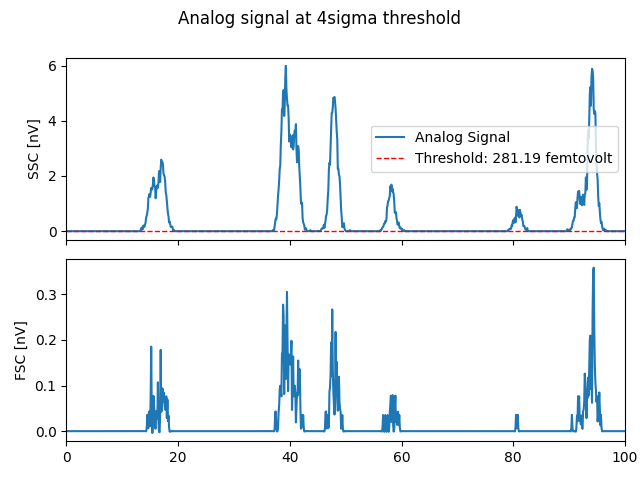 Analog signal at 4sigma threshold
6
4
2
0
SSC [nV]
Analog Signal
Threshold: 281.19 femtovolt
0.3
0.2
0.1
0.0
FSC [nV]
0 20 40 60 80 100